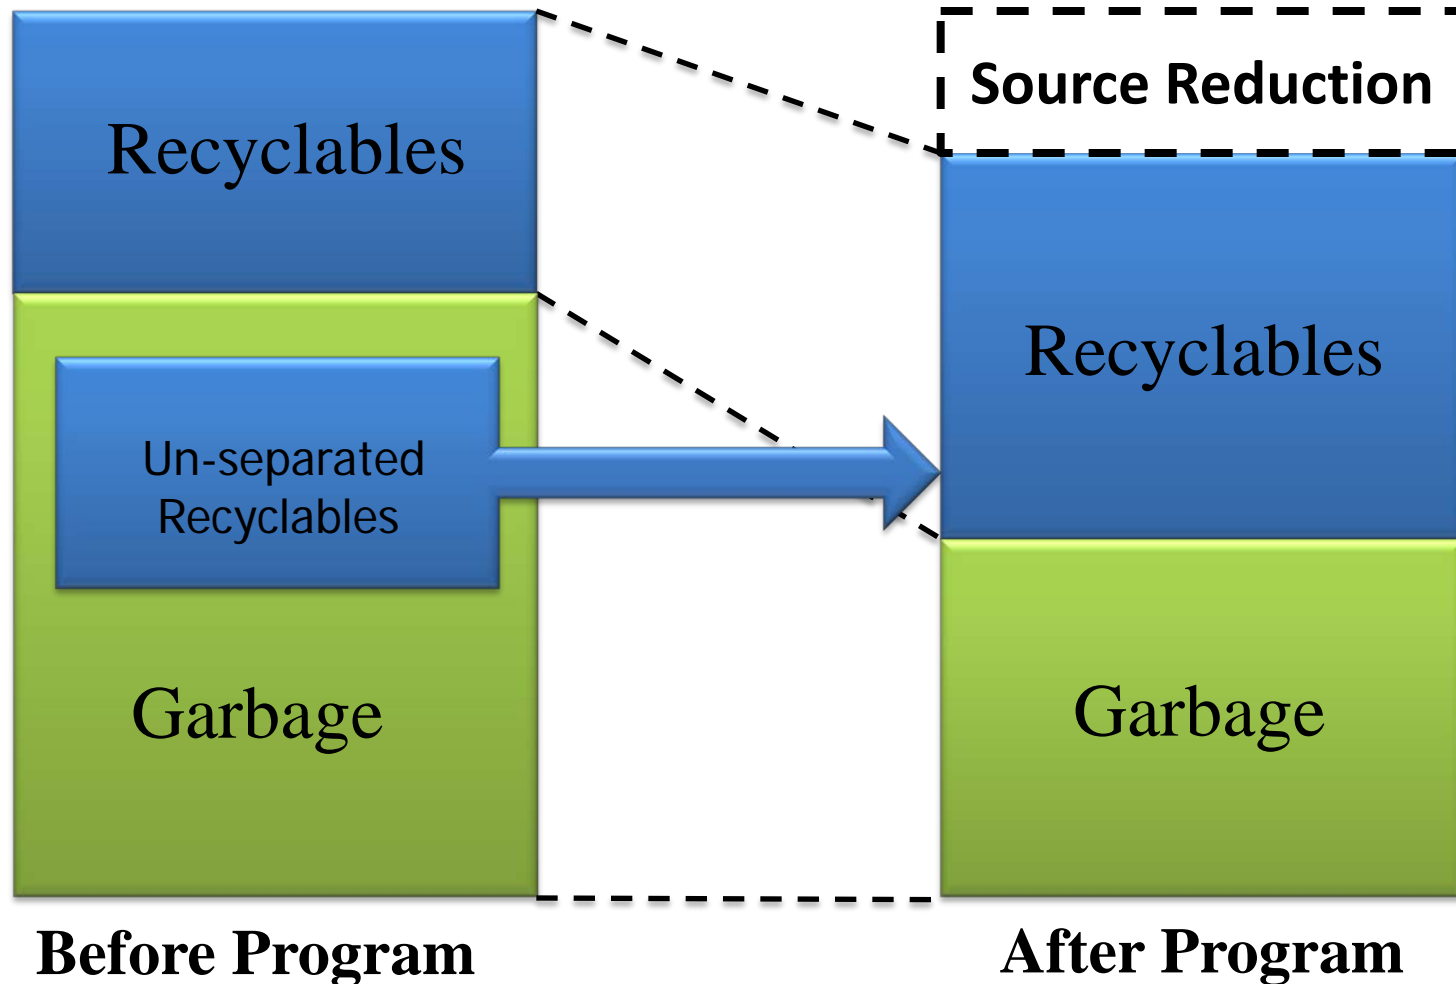 Recyclables
Un-separated
Recyclables
Garbage
Before Program
Source Reduction
Recyclables
Garbage
After Program